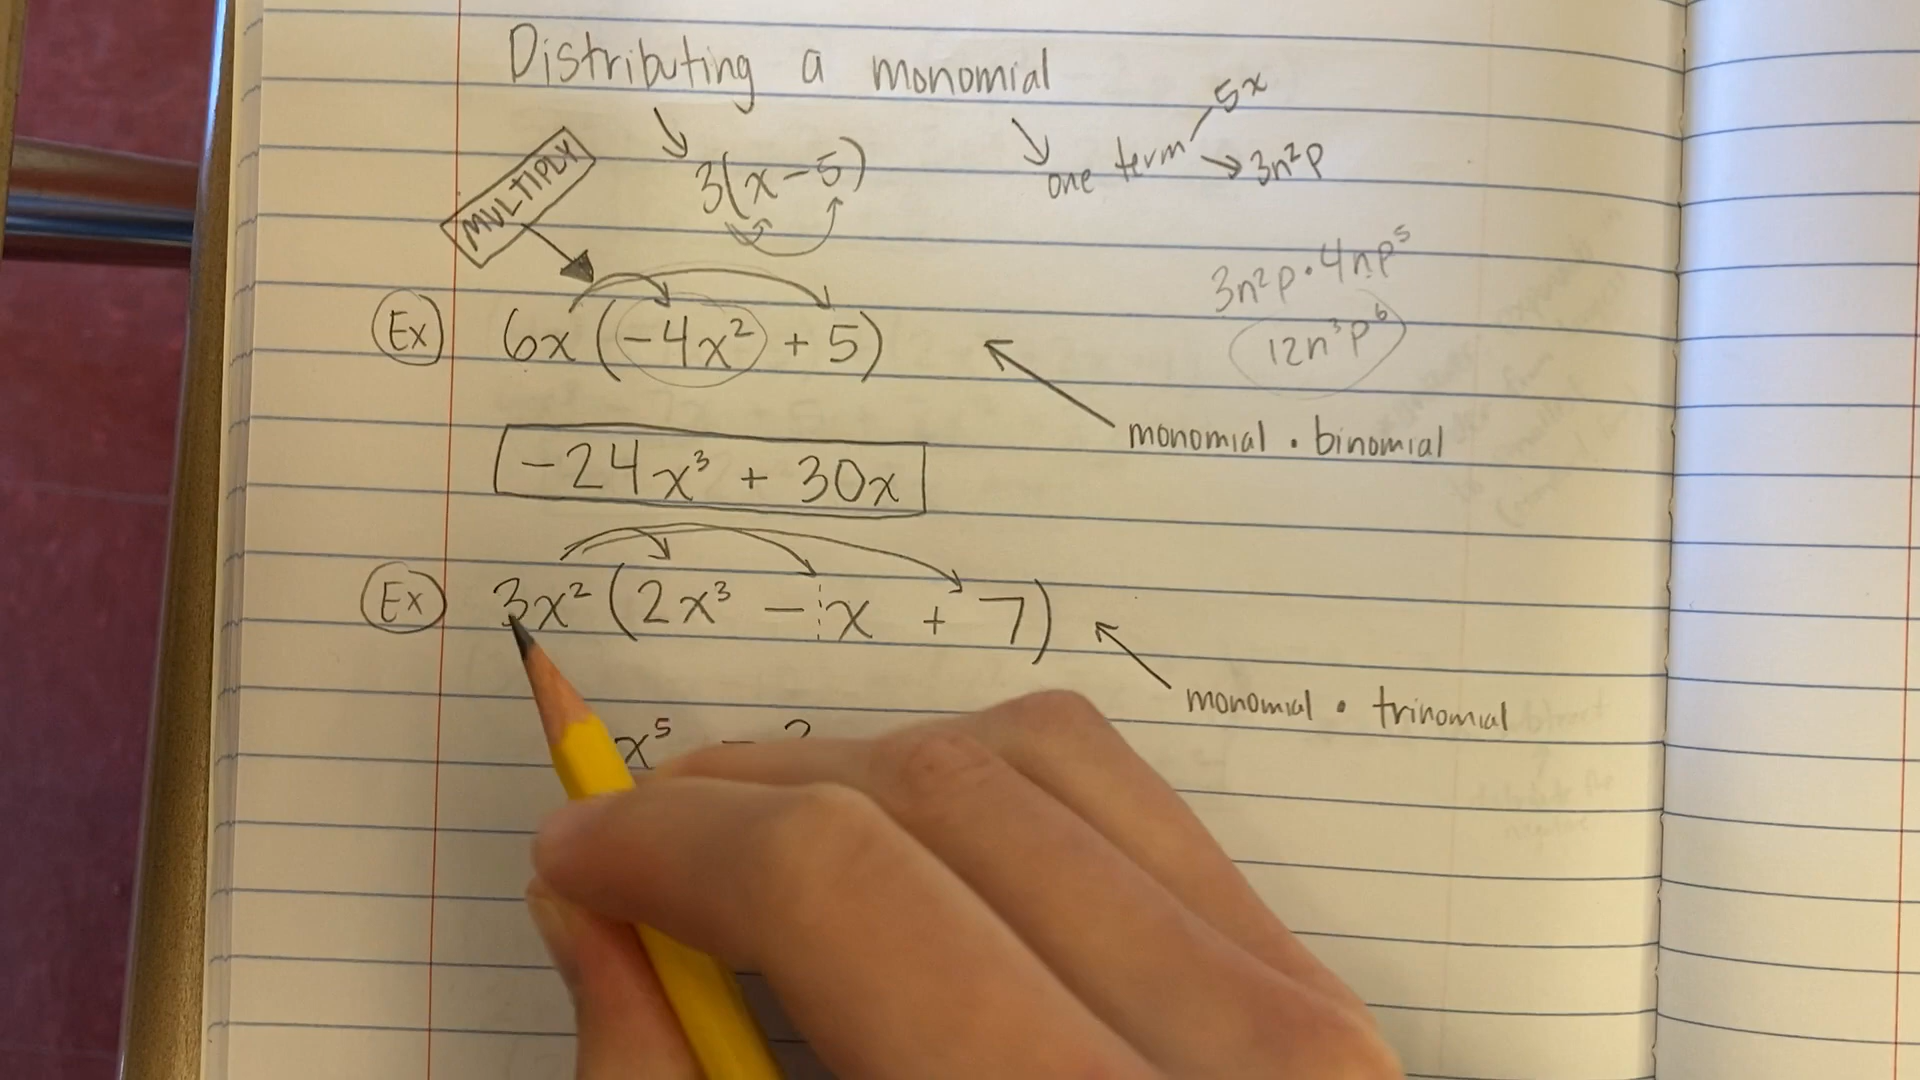 Distributing a monomial
5x
MULTIPLY
3(x-5)
one term
3n²p
3n²p·4np⁵
12n³p⁶
Ex 6x(-4x²+5)
monomial · binomial
-24x³ + 30x
Ex 3x²(2x³ - x + 7)
monomial · trinomial
x⁵ -